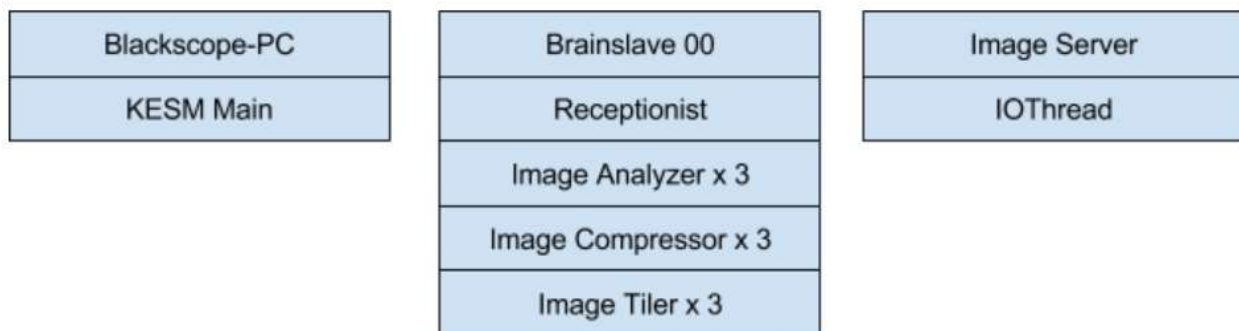 Blackscope-PC
KESM Main
Brainslave 00
Receptionist
Image Analyzer x 3
Image Compressor x 3
Image Tiler x 3
Image Server
IOThread